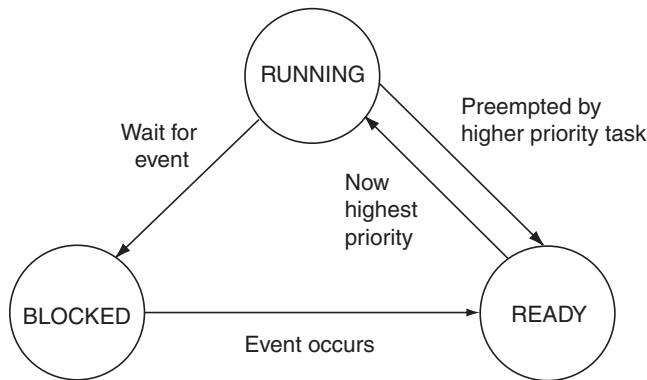 RUNNING
Wait for
event
Preempted by
higher priority task
Now
highest
priority
BLOCKED
Event occurs
READY